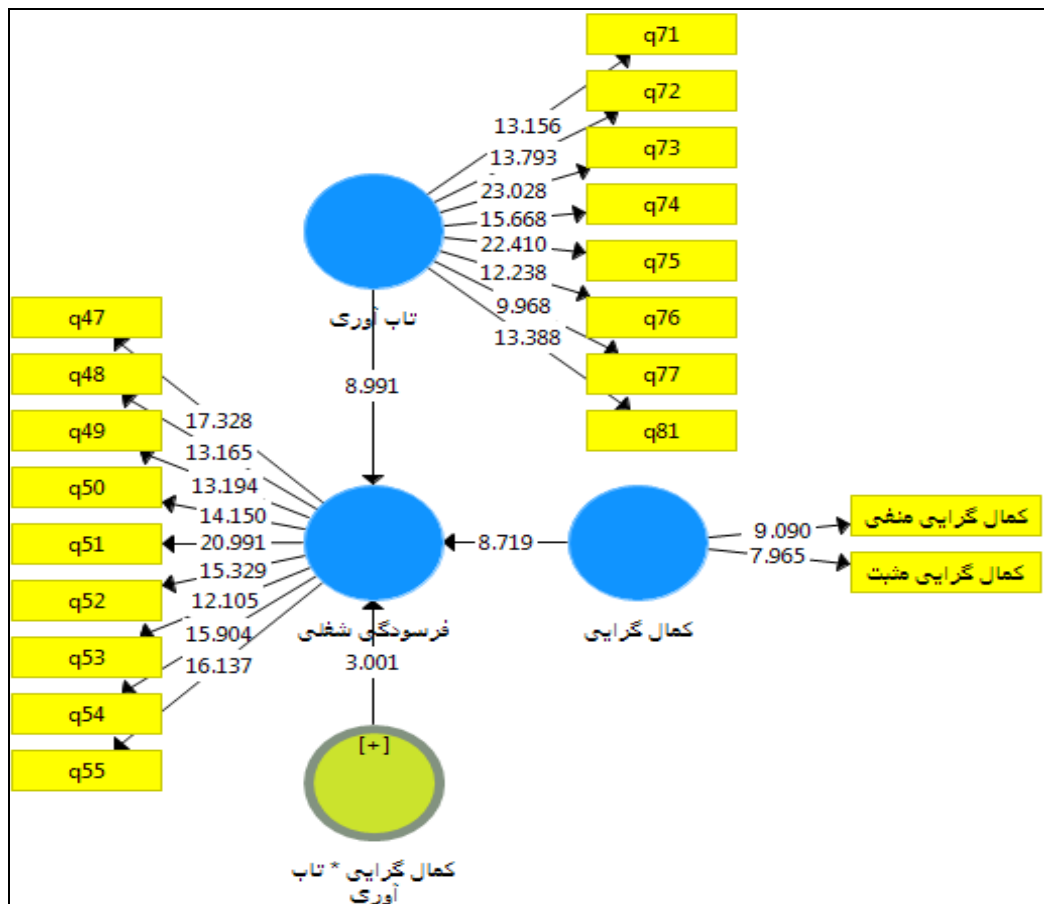 q71
q72
q73
q74
q75
q76
q77
q81
13.156
13.793
23.028
15.668
22.410
12.238
9.968
13.388
تاب آوری
8.991
q47
q48
q49
q50
q51
q52
q53
q54
q55
17.328
13.165
13.194
14.150
20.991
15.329
12.105
15.904
16.137
فرسودگی شغلی
8.719
کمال گرایی
9.090
7.965
کمال گرایی منفی
کمال گرایی مثبت
3.001
[+]
کمال گرایی * تاب
آوری